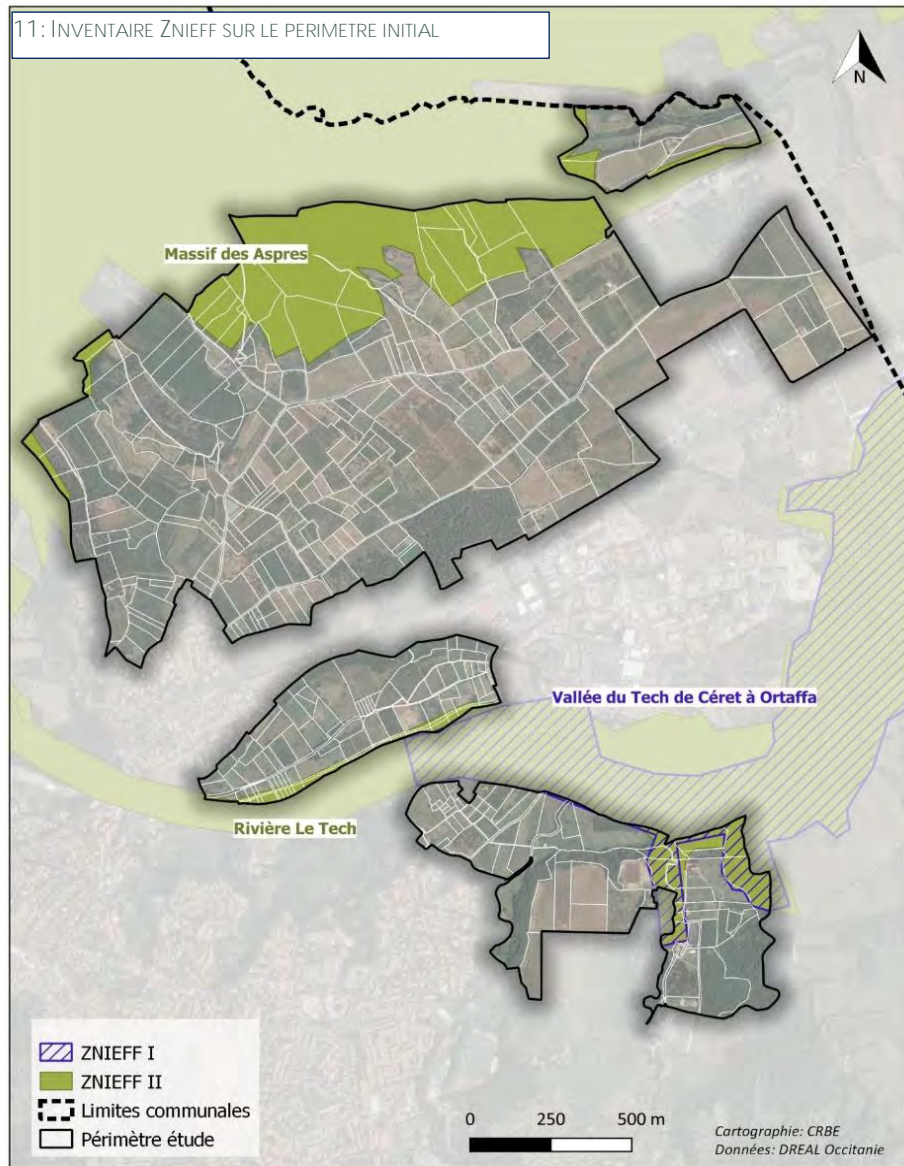 11: INVENTAIRE ZNIEFF SUR LE PERIMETRE INITIAL
N
Massif des Aspres
Vallée du Tech de Céret à Ortaffa
Rivière Le Tech
ZNIEFF I
ZNIEFF II
Limites communales
Périmètre étude
0 250 500 m
Cartographie: CRBE
Données: DREAL Occitanie